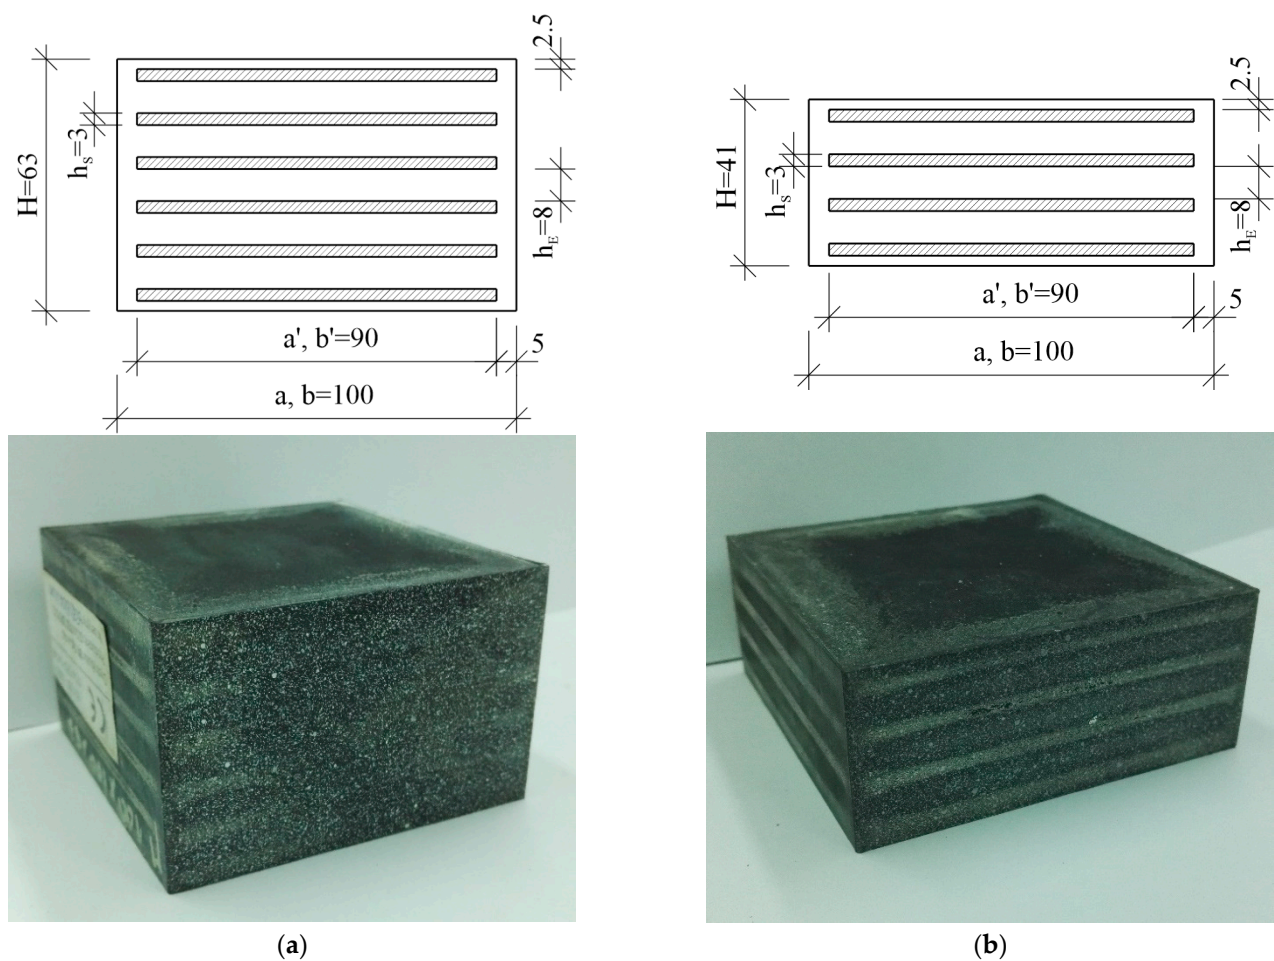 2.5
H=63
hS=3
hE=8
a', b'=90
5
a, b=100
2.5
H=41
hS=3
hE=8
a', b'=90
5
a, b=100
CE
(a)
(b)